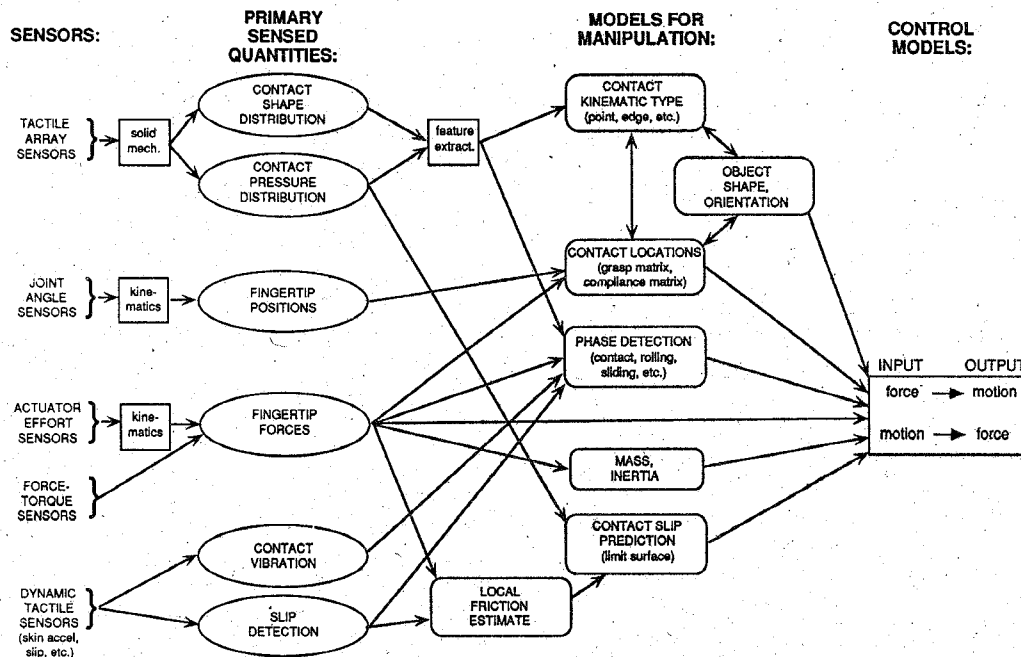 SENSORS:
PRIMARY
SENSED
QUANTITIES:
MODELS FOR
MANIPULATION:
CONTROL
MODELS:
TACTILE
ARRAY
SENSORS
solid
mech.
CONTACT
SHAPE
DISTRIBUTION
CONTACT
PRESSURE
DISTRIBUTION
feature
extract.
CONTACT
KINEMATIC TYPE
(point, edge, etc.)
OBJECT
SHAPE,
ORIENTATION
JOINT
ANGLE
SENSORS
kine-
matics
FINGERTIP
POSITIONS
CONTACT LOCATIONS
(grasp matrix,
compliance matrix)
PHASE DETECTION
(contact, rolling,
sliding, etc.)
ACTUATOR
EFFORT
SENSORS
kine-
matics
FINGERTIP
FORCES
FORCE-
TORQUE
SENSORS
MASS,
INERTIA
CONTACT SLIP
PREDICTION
(limit surface)
CONTACT
VIBRATION
DYNAMIC
TACTILE
SENSORS
(skin accel,
slip, etc.)
SLIP
DETECTION
LOCAL
FRICTION
ESTIMATE
INPUT OUTPUT
force motion
motion force